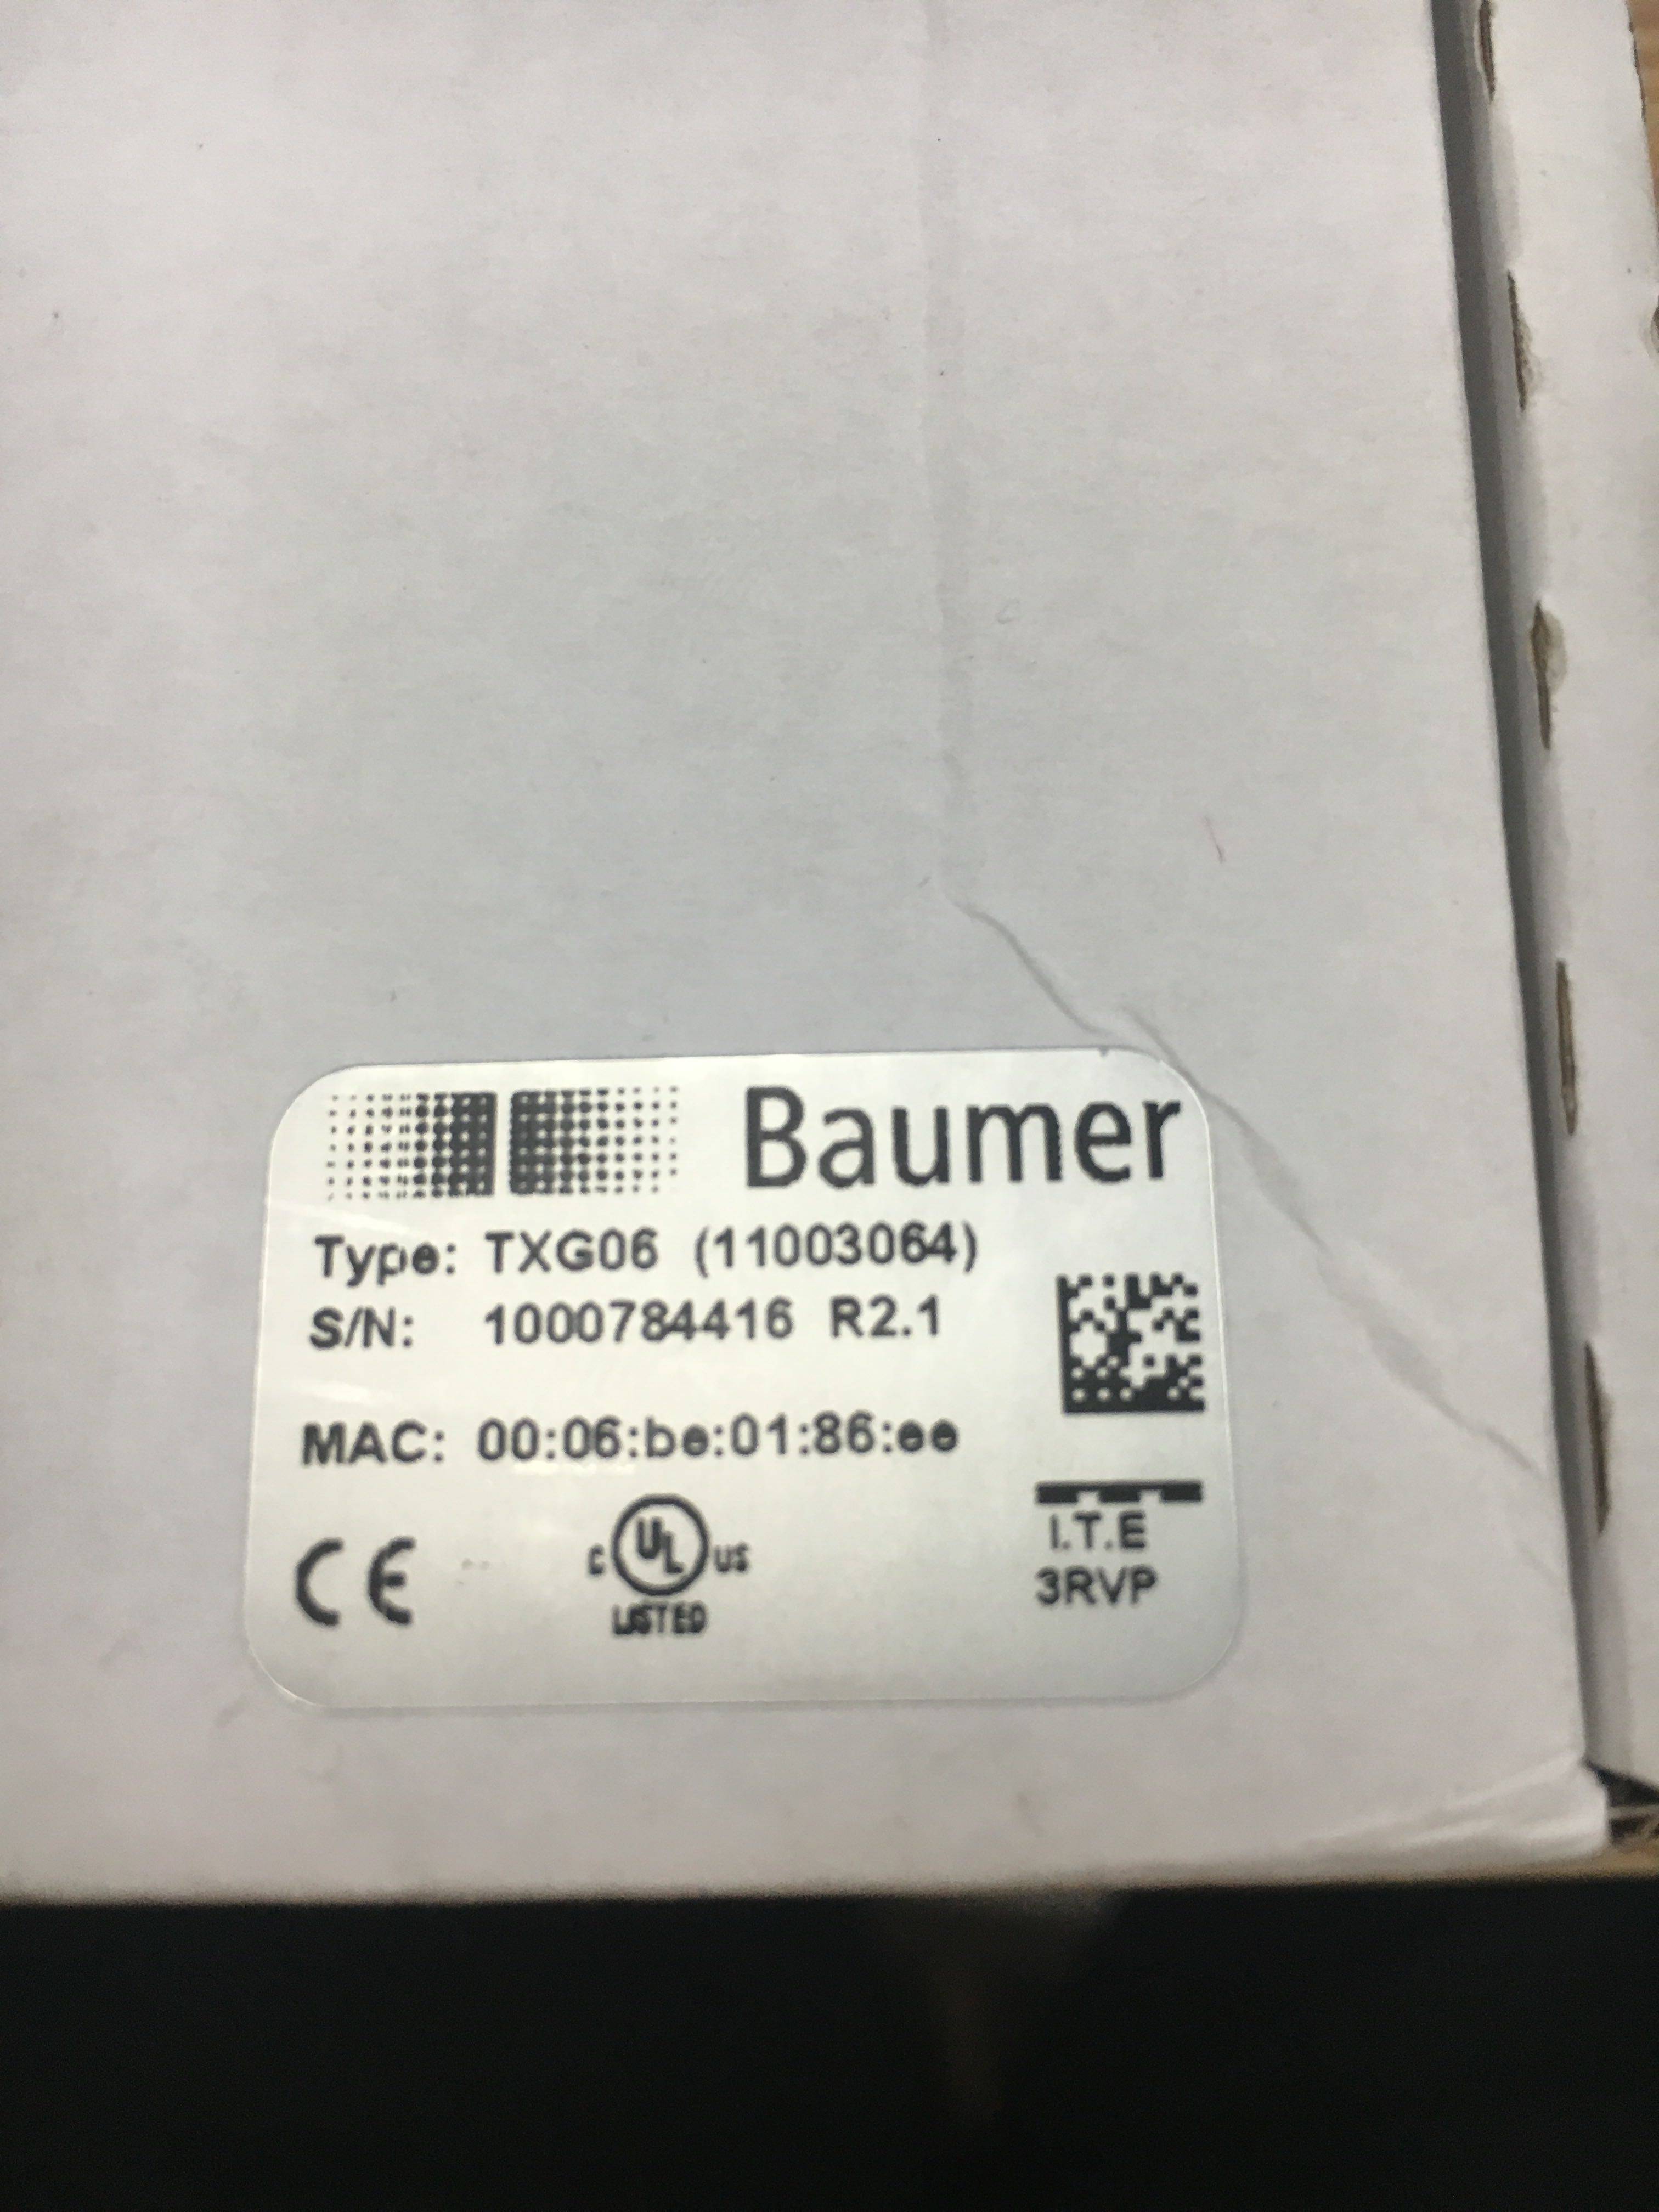 Baumer
Type: TXG06 (11003064)
S/N: 1000784416 R2.1
MAC: 00:06:be:01:86:ee
CE
C UL US
LISTED
I.T.E
3RVP